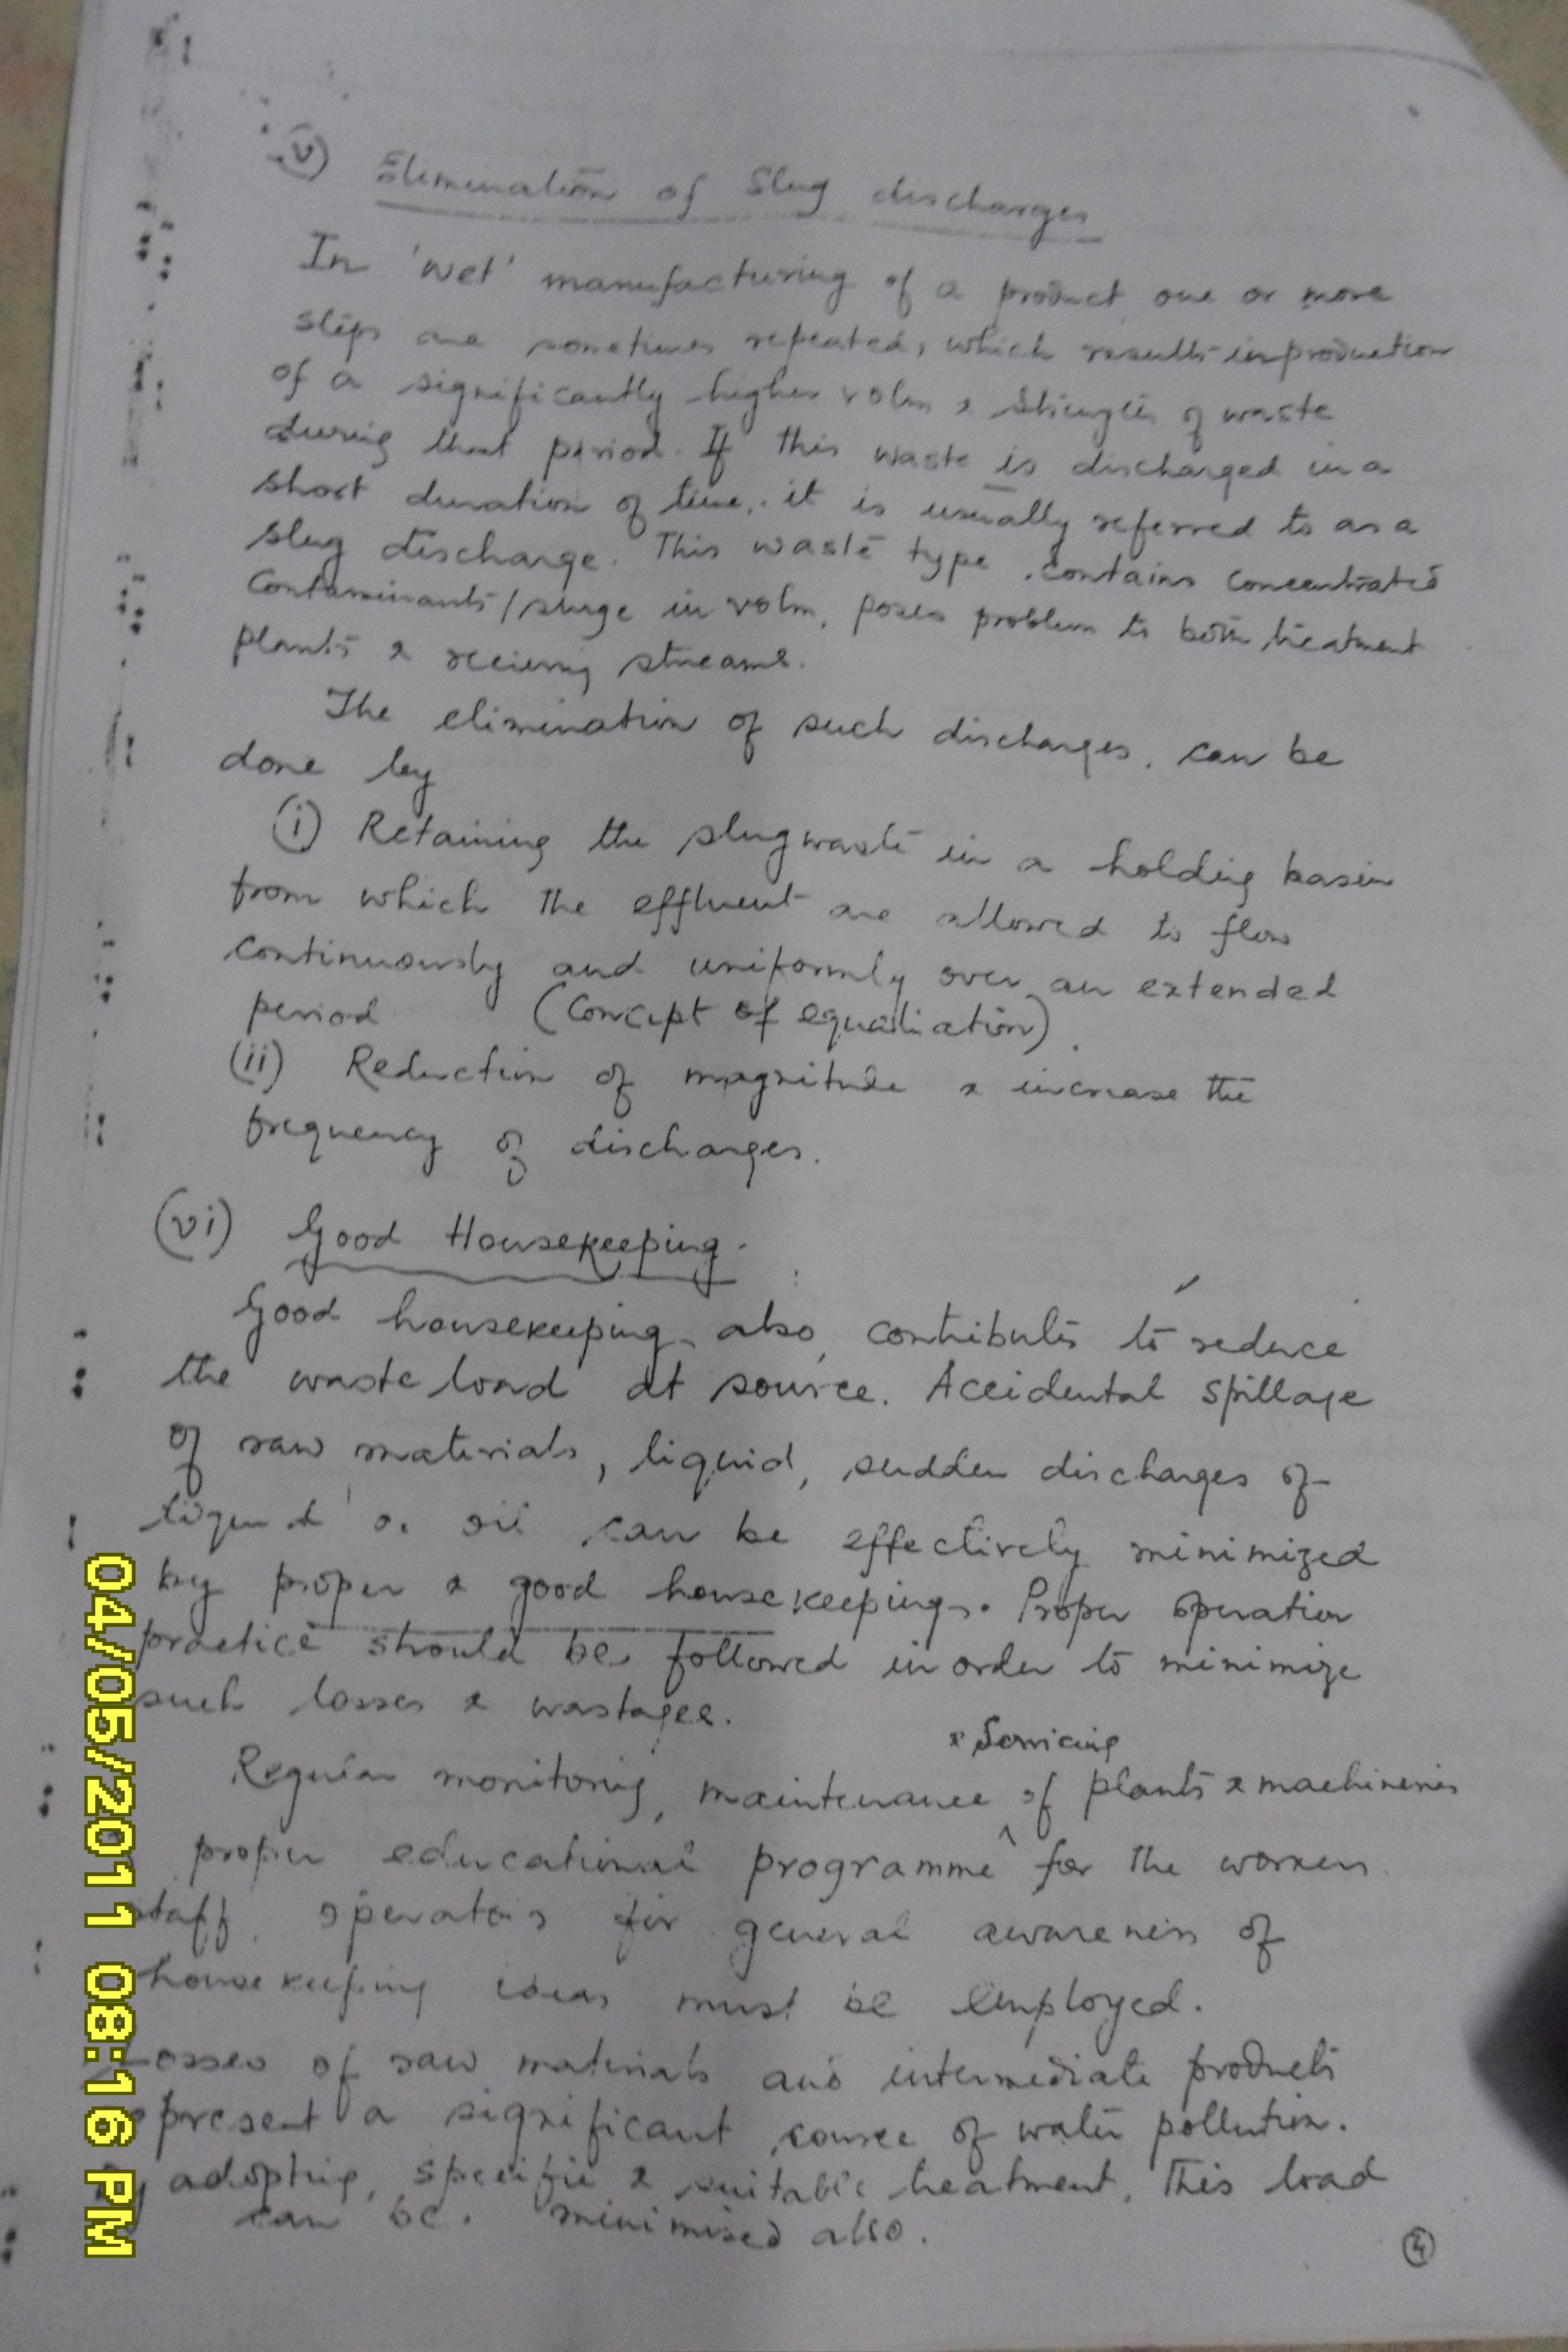 (v) Elimination of Slug discharges
In 'wet' manufacturing of a product one or more
steps are sometimes repeated, which results in production
of a significantly higher volm & strength of waste
during that period. If this waste is discharged in a
short duration of time, it is usually referred to as a
slug discharge. This waste type, contains concentrated
contaminants/surge in volm, poses problem to both treatment
plants & recieving streams.
The elimination of such discharges, can be
done by
(i) Retaining the slug waste in a holding basin
from which the effluent are allowed to flow
continuously and uniformly over an extended
period (Concept of equaliation).
(ii) Reduction of magnitude & increase the
frequency of discharges.
(vi) Good Housekeeping.
Good housekeeping also, contributes to reduce
the waste load at source. Accidental spillage
of raw materials, liquid, sudden discharges of
liquid or oil can be effectively minimized
by proper & good housekeeping. Proper operation
practice should be followed in order to minimize
such losses & wastages.
& Servicing
Regular monitoring, maintenance of plants & machineries
proper educational programme for the workers
staff, operators for general awareness of
housekeeping ideas must be employed.
Losses of raw materials and intermediate products
present a significant source of water pollution.
adopting, specific & suitable treatment, this load
can be. minimised also.
4
04/05/2011 08:16 PM